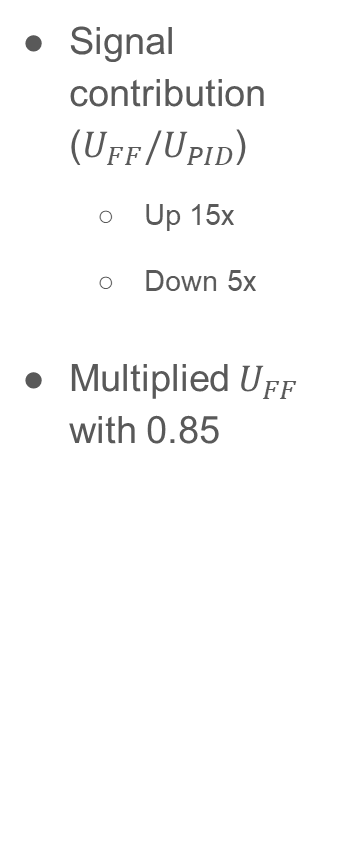 ● Signal
contribution
(U_FF/U_PID)
○ Up 15x
○ Down 5x
● Multiplied U_FF
with 0.85